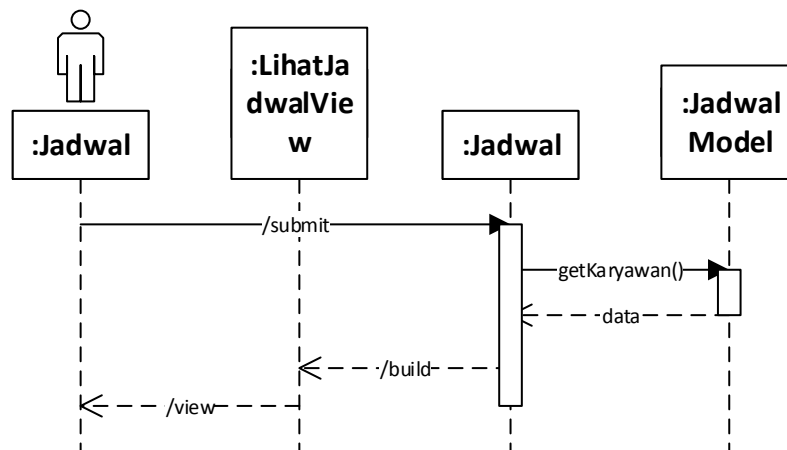 :Jadwal
:LihatJa
dwalVie
w
:Jadwal
:Jadwal
Model
/submit
getKaryawan()
data
/build
/view